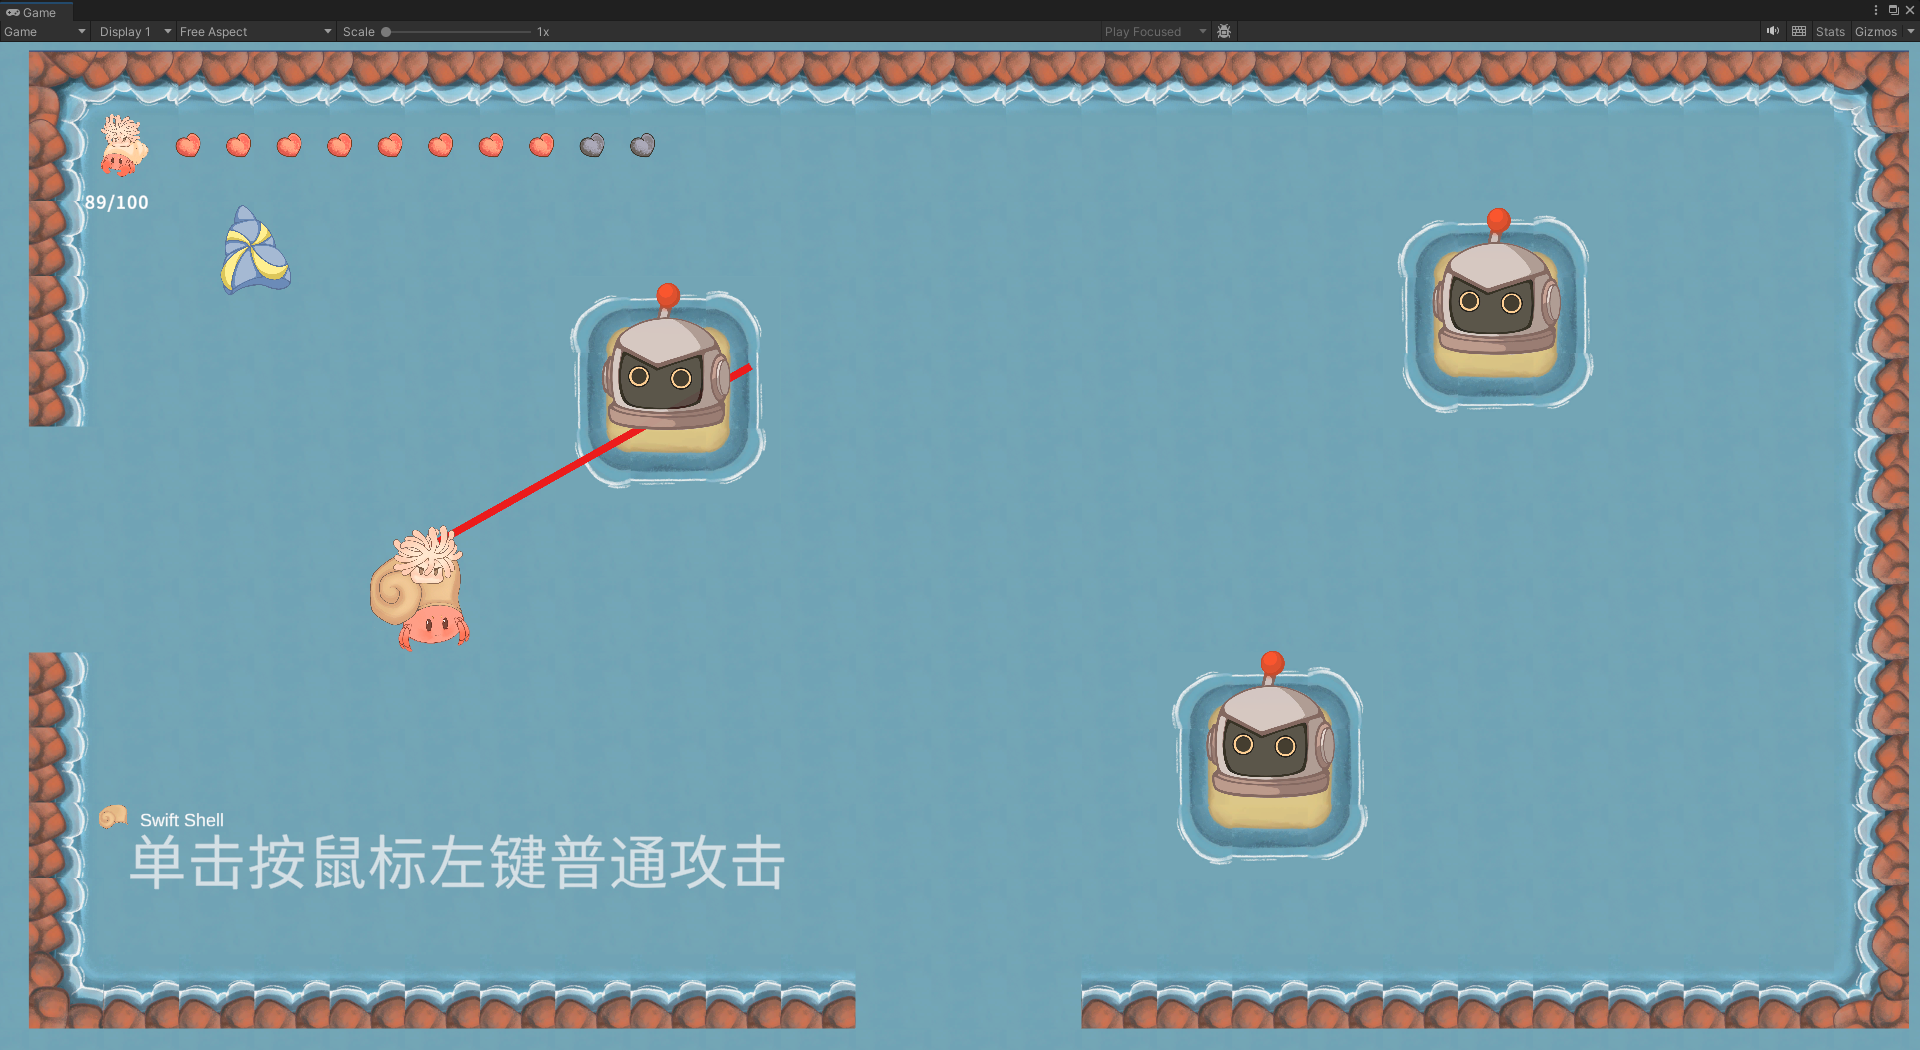 Game
Game Display 1 Free Aspect Scale 1x Play Focused Stats Gizmos
89/100
Swift Shell
单击按鼠标左键普通攻击